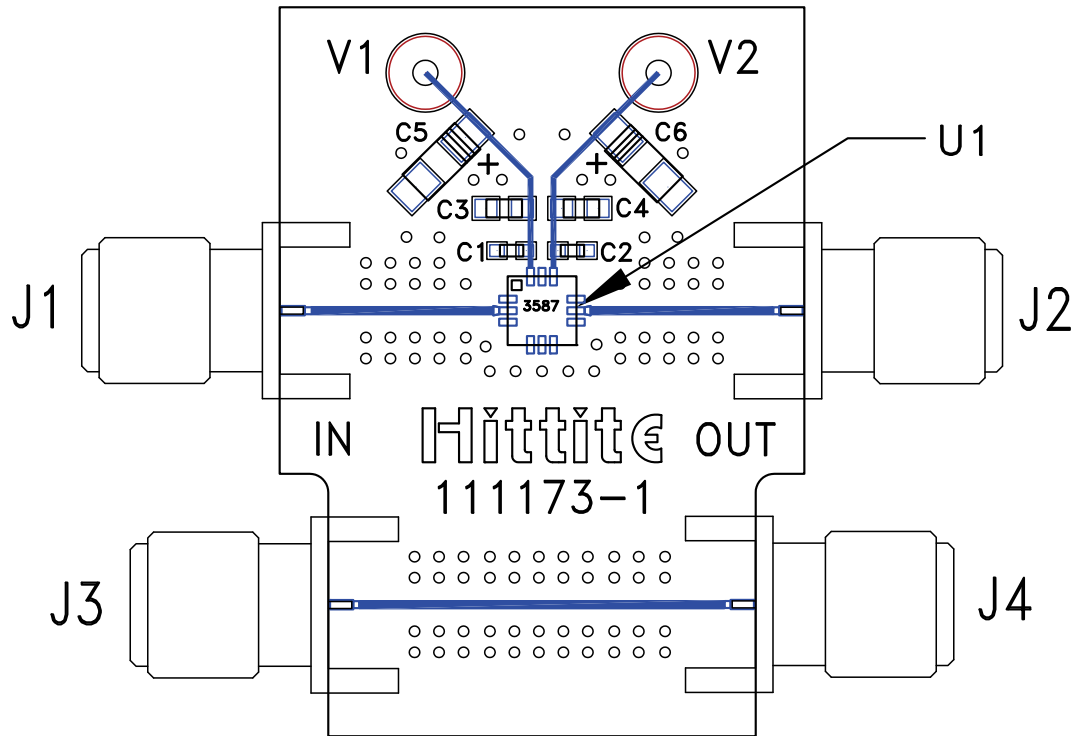 V1
V2
C5
C6
U1
+
+
C3
C4
C1
C2
3587
J1
J2
IN
Hittite
OUT
111173-1
J3
J4